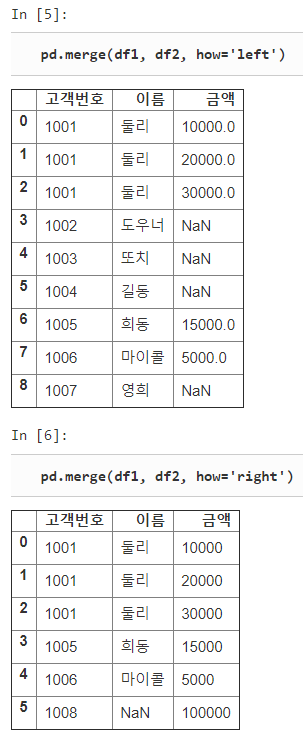 In [5]:
pd.merge(df1, df2, how='left')
고객번호 이름 금액
0 1001 둘리 10000.0
1 1001 둘리 20000.0
2 1001 둘리 30000.0
3 1002 도우너 NaN
4 1003 또치 NaN
5 1004 길동 NaN
6 1005 희동 15000.0
7 1006 마이콜 5000.0
8 1007 영희 NaN
In [6]:
pd.merge(df1, df2, how='right')
고객번호 이름 금액
0 1001 둘리 10000
1 1001 둘리 20000
2 1001 둘리 30000
3 1005 희동 15000
4 1006 마이콜 5000
5 1008 NaN 100000